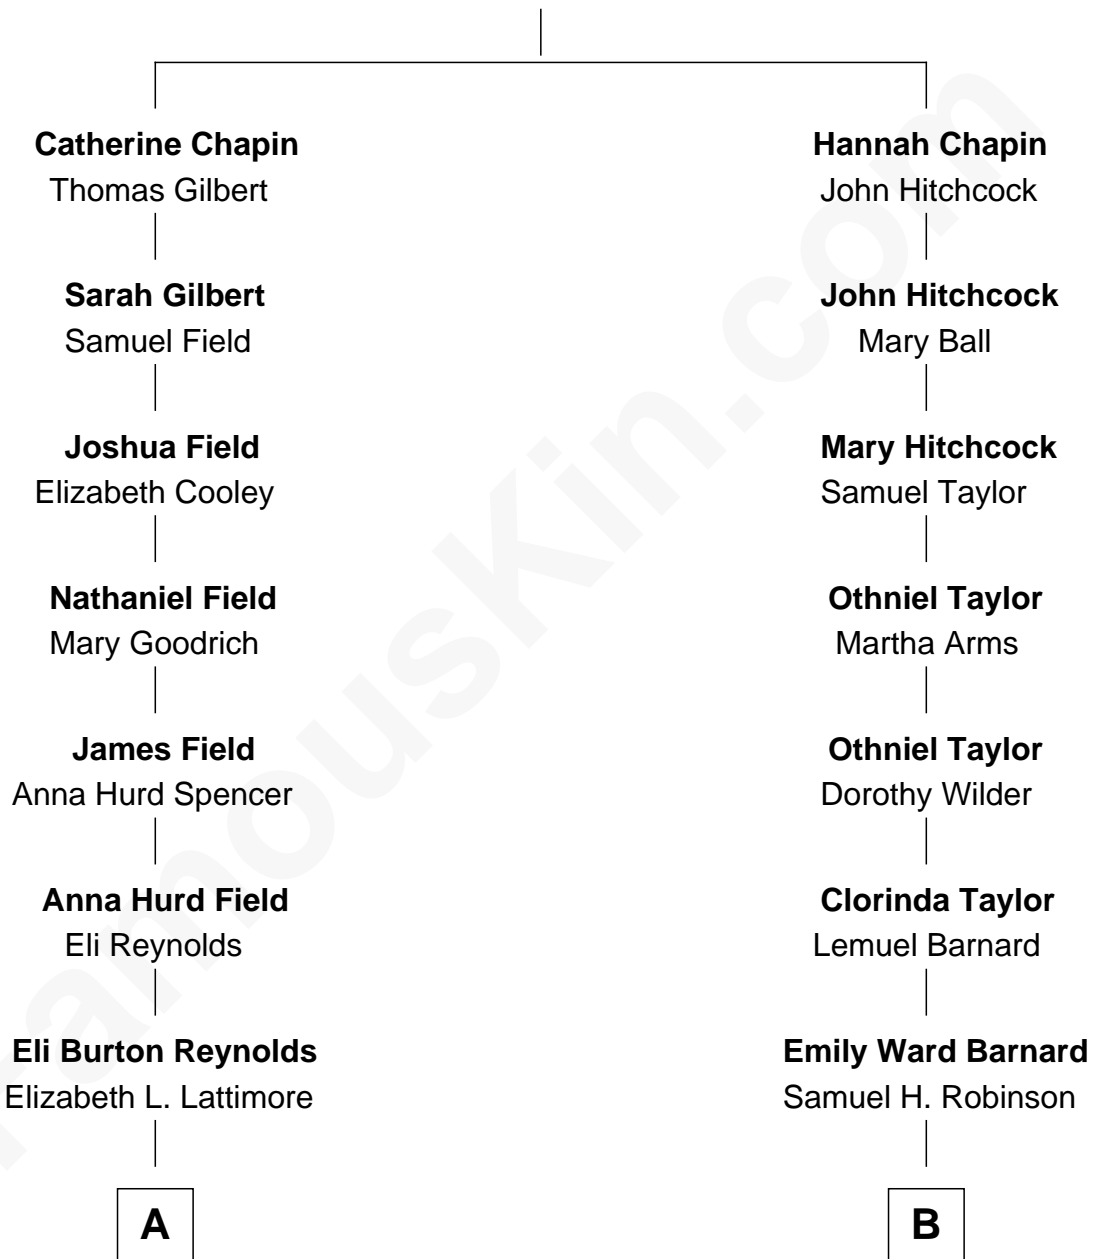 Catherine Chapin
Thomas Gilbert
Sarah Gilbert
Samuel Field
Joshua Field
Elizabeth Cooley
Nathaniel Field
Mary Goodrich
James Field
Anna Hurd Spencer
Anna Hurd Field
Eli Reynolds
Eli Burton Reynolds
Elizabeth L. Lattimore
A
Hannah Chapin
John Hitchcock
John Hitchcock
Mary Ball
Mary Hitchcock
Samuel Taylor
Othniel Taylor
Martha Arms
Othniel Taylor
Dorothy Wilder
Clorinda Taylor
Lemuel Barnard
Emily Ward Barnard
Samuel H. Robinson
B
famouskin.com